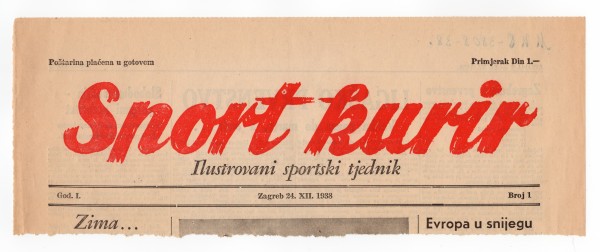 Poštarina plaćena u gotovom
Primjerak Din 1.—
Sport kurir
Ilustrovani sportski tjednik
God. I.
Zagreb 24. XII. 1938
Broj 1
Zima...
Evropa u snijegu